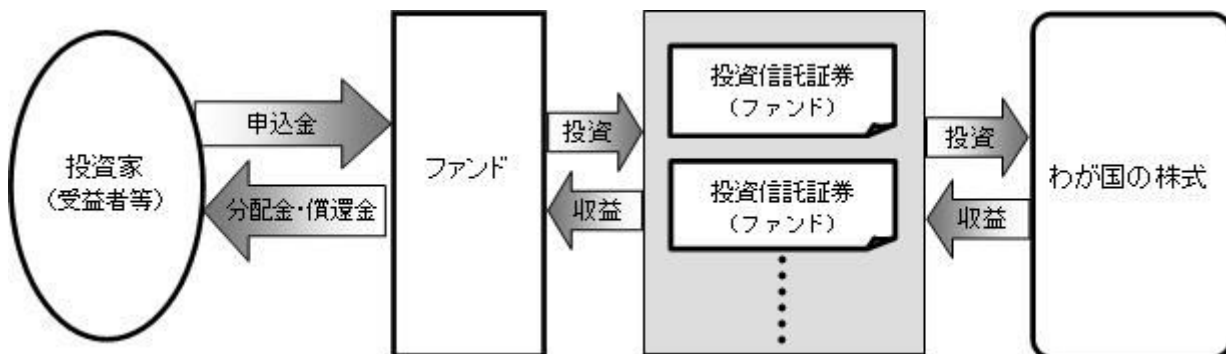 投資家
(受益者等)
申込金
分配金・償還金
ファンド
投資
収益
投資信託証券
(ファンド)
投資信託証券
(ファンド)
投資
収益
わが国の株式